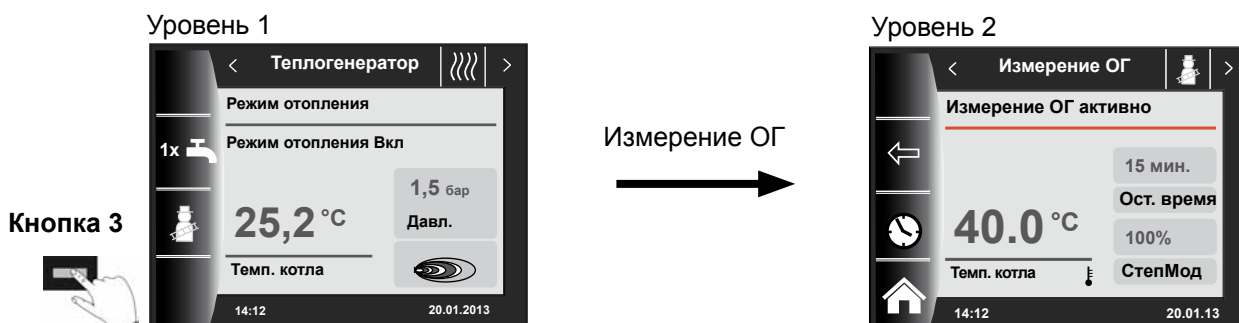 Уровень 1
< Теплогенератор >
Режим отопления
Режим отопления Вкл
1x
1,5 бар
25,2 °C
Давл.
Темп. котла
14:12 20.01.2013
Кнопка 3
Измерение ОГ
Уровень 2
< Измерение ОГ >
Измерение ОГ активно
15 мин.
Ост. время
40.0 °C
100%
Темп. котла
СтепМод
14:12 20.01.13